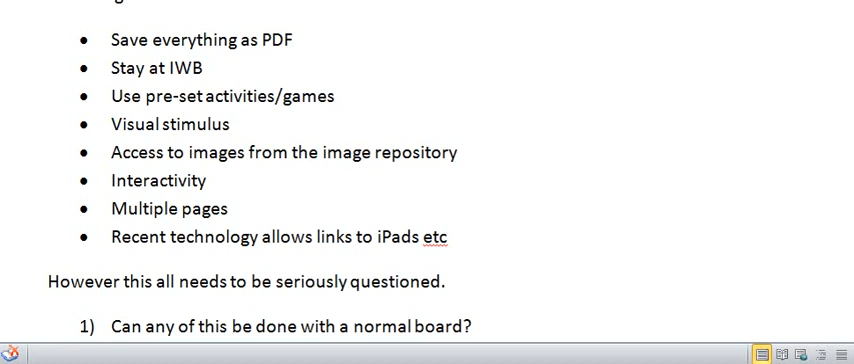 • Save everything as PDF
• Stay at IWB
• Use pre-set activities/games
• Visual stimulus
• Access to images from the image repository
• Interactivity
• Multiple pages
• Recent technology allows links to iPads etc
However this all needs to be seriously questioned.
1) Can any of this be done with a normal board?